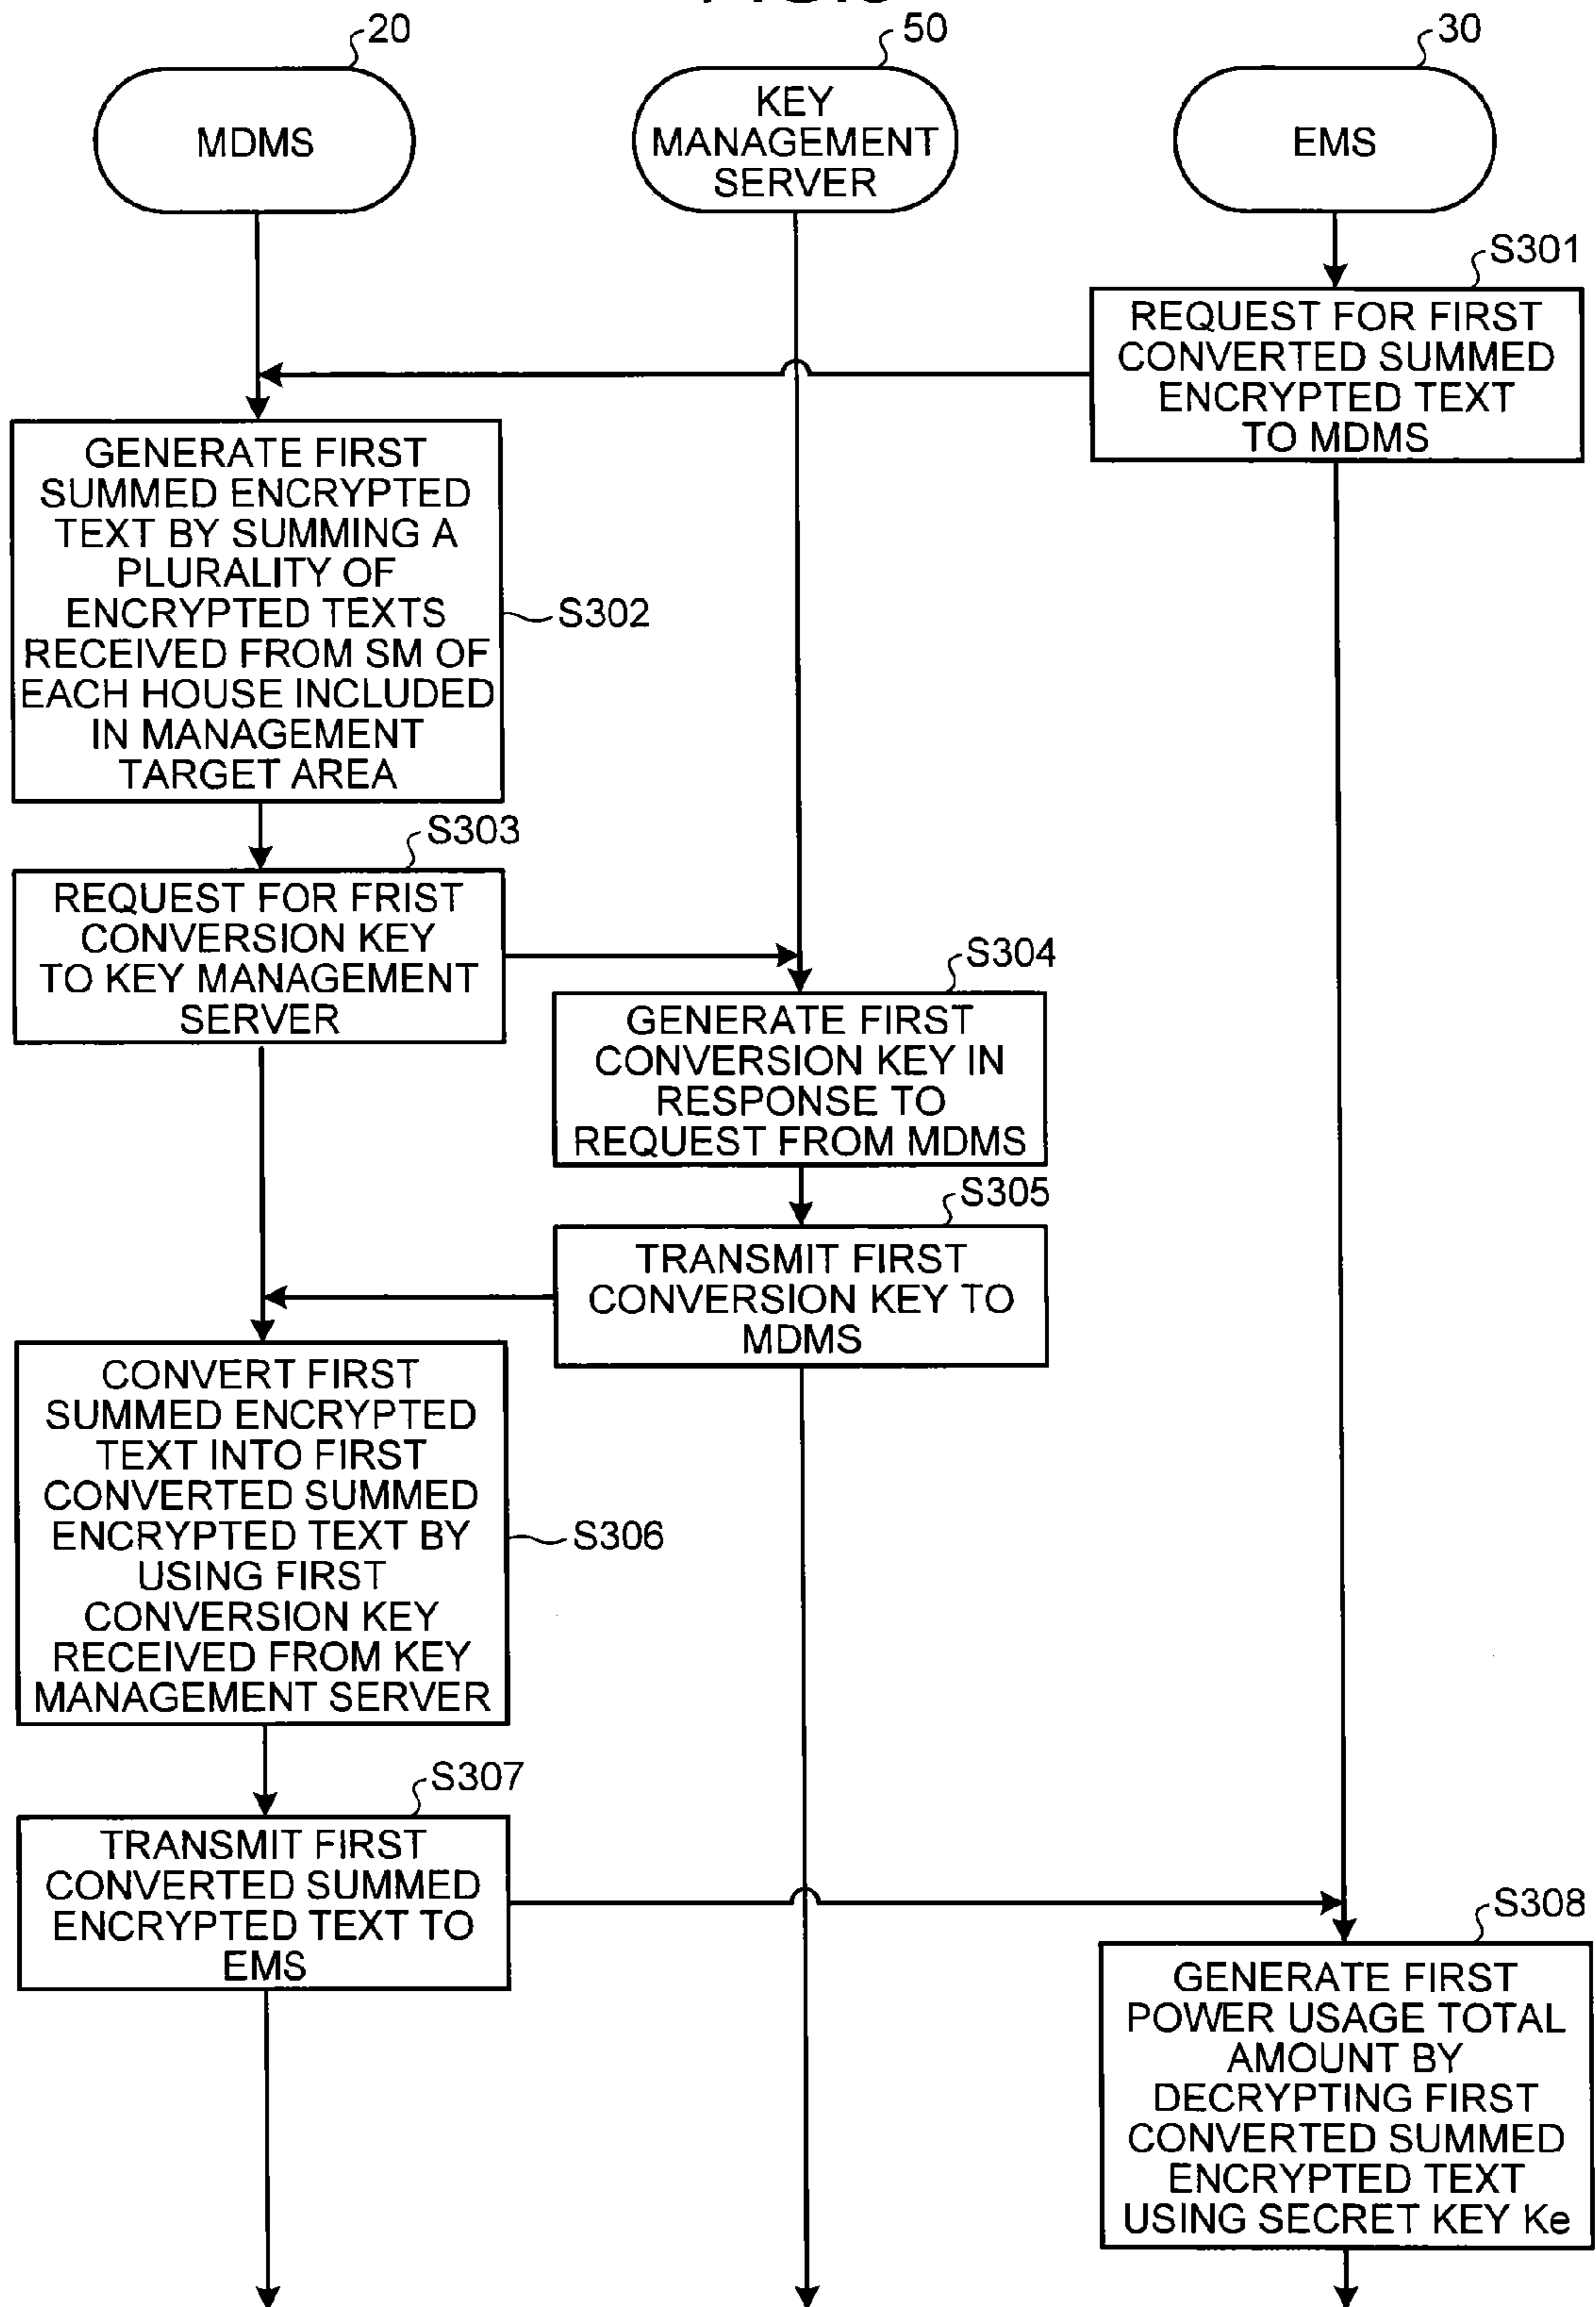 20
50
30
MDMS
KEY
MANAGEMENT
SERVER
EMS
S301
REQUEST FOR FIRST
CONVERTED SUMMED
ENCRYPTED TEXT
TO MDMS
GENERATE FIRST
SUMMED ENCRYPTED
TEXT BY SUMMING A
PLURALITY OF
ENCRYPTED TEXTS
RECEIVED FROM SM OF
EACH HOUSE INCLUDED
IN MANAGEMENT
TARGET AREA
S302
S303
REQUEST FOR FRIST
CONVERSION KEY
TO KEY MANAGEMENT
SERVER
S304
GENERATE FIRST
CONVERSION KEY IN
RESPONSE TO
REQUEST FROM MDMS
S305
TRANSMIT FIRST
CONVERSION KEY TO
MDMS
CONVERT FIRST
SUMMED ENCRYPTED
TEXT INTO FIRST
CONVERTED SUMMED
ENCRYPTED TEXT BY
USING FIRST
CONVERSION KEY
RECEIVED FROM KEY
MANAGEMENT SERVER
S306
S307
TRANSMIT FIRST
CONVERTED SUMMED
ENCRYPTED TEXT TO
EMS
S308
GENERATE FIRST
POWER USAGE TOTAL
AMOUNT BY
DECRYPTING FIRST
CONVERTED SUMMED
ENCRYPTED TEXT
USING SECRET KEY Ke